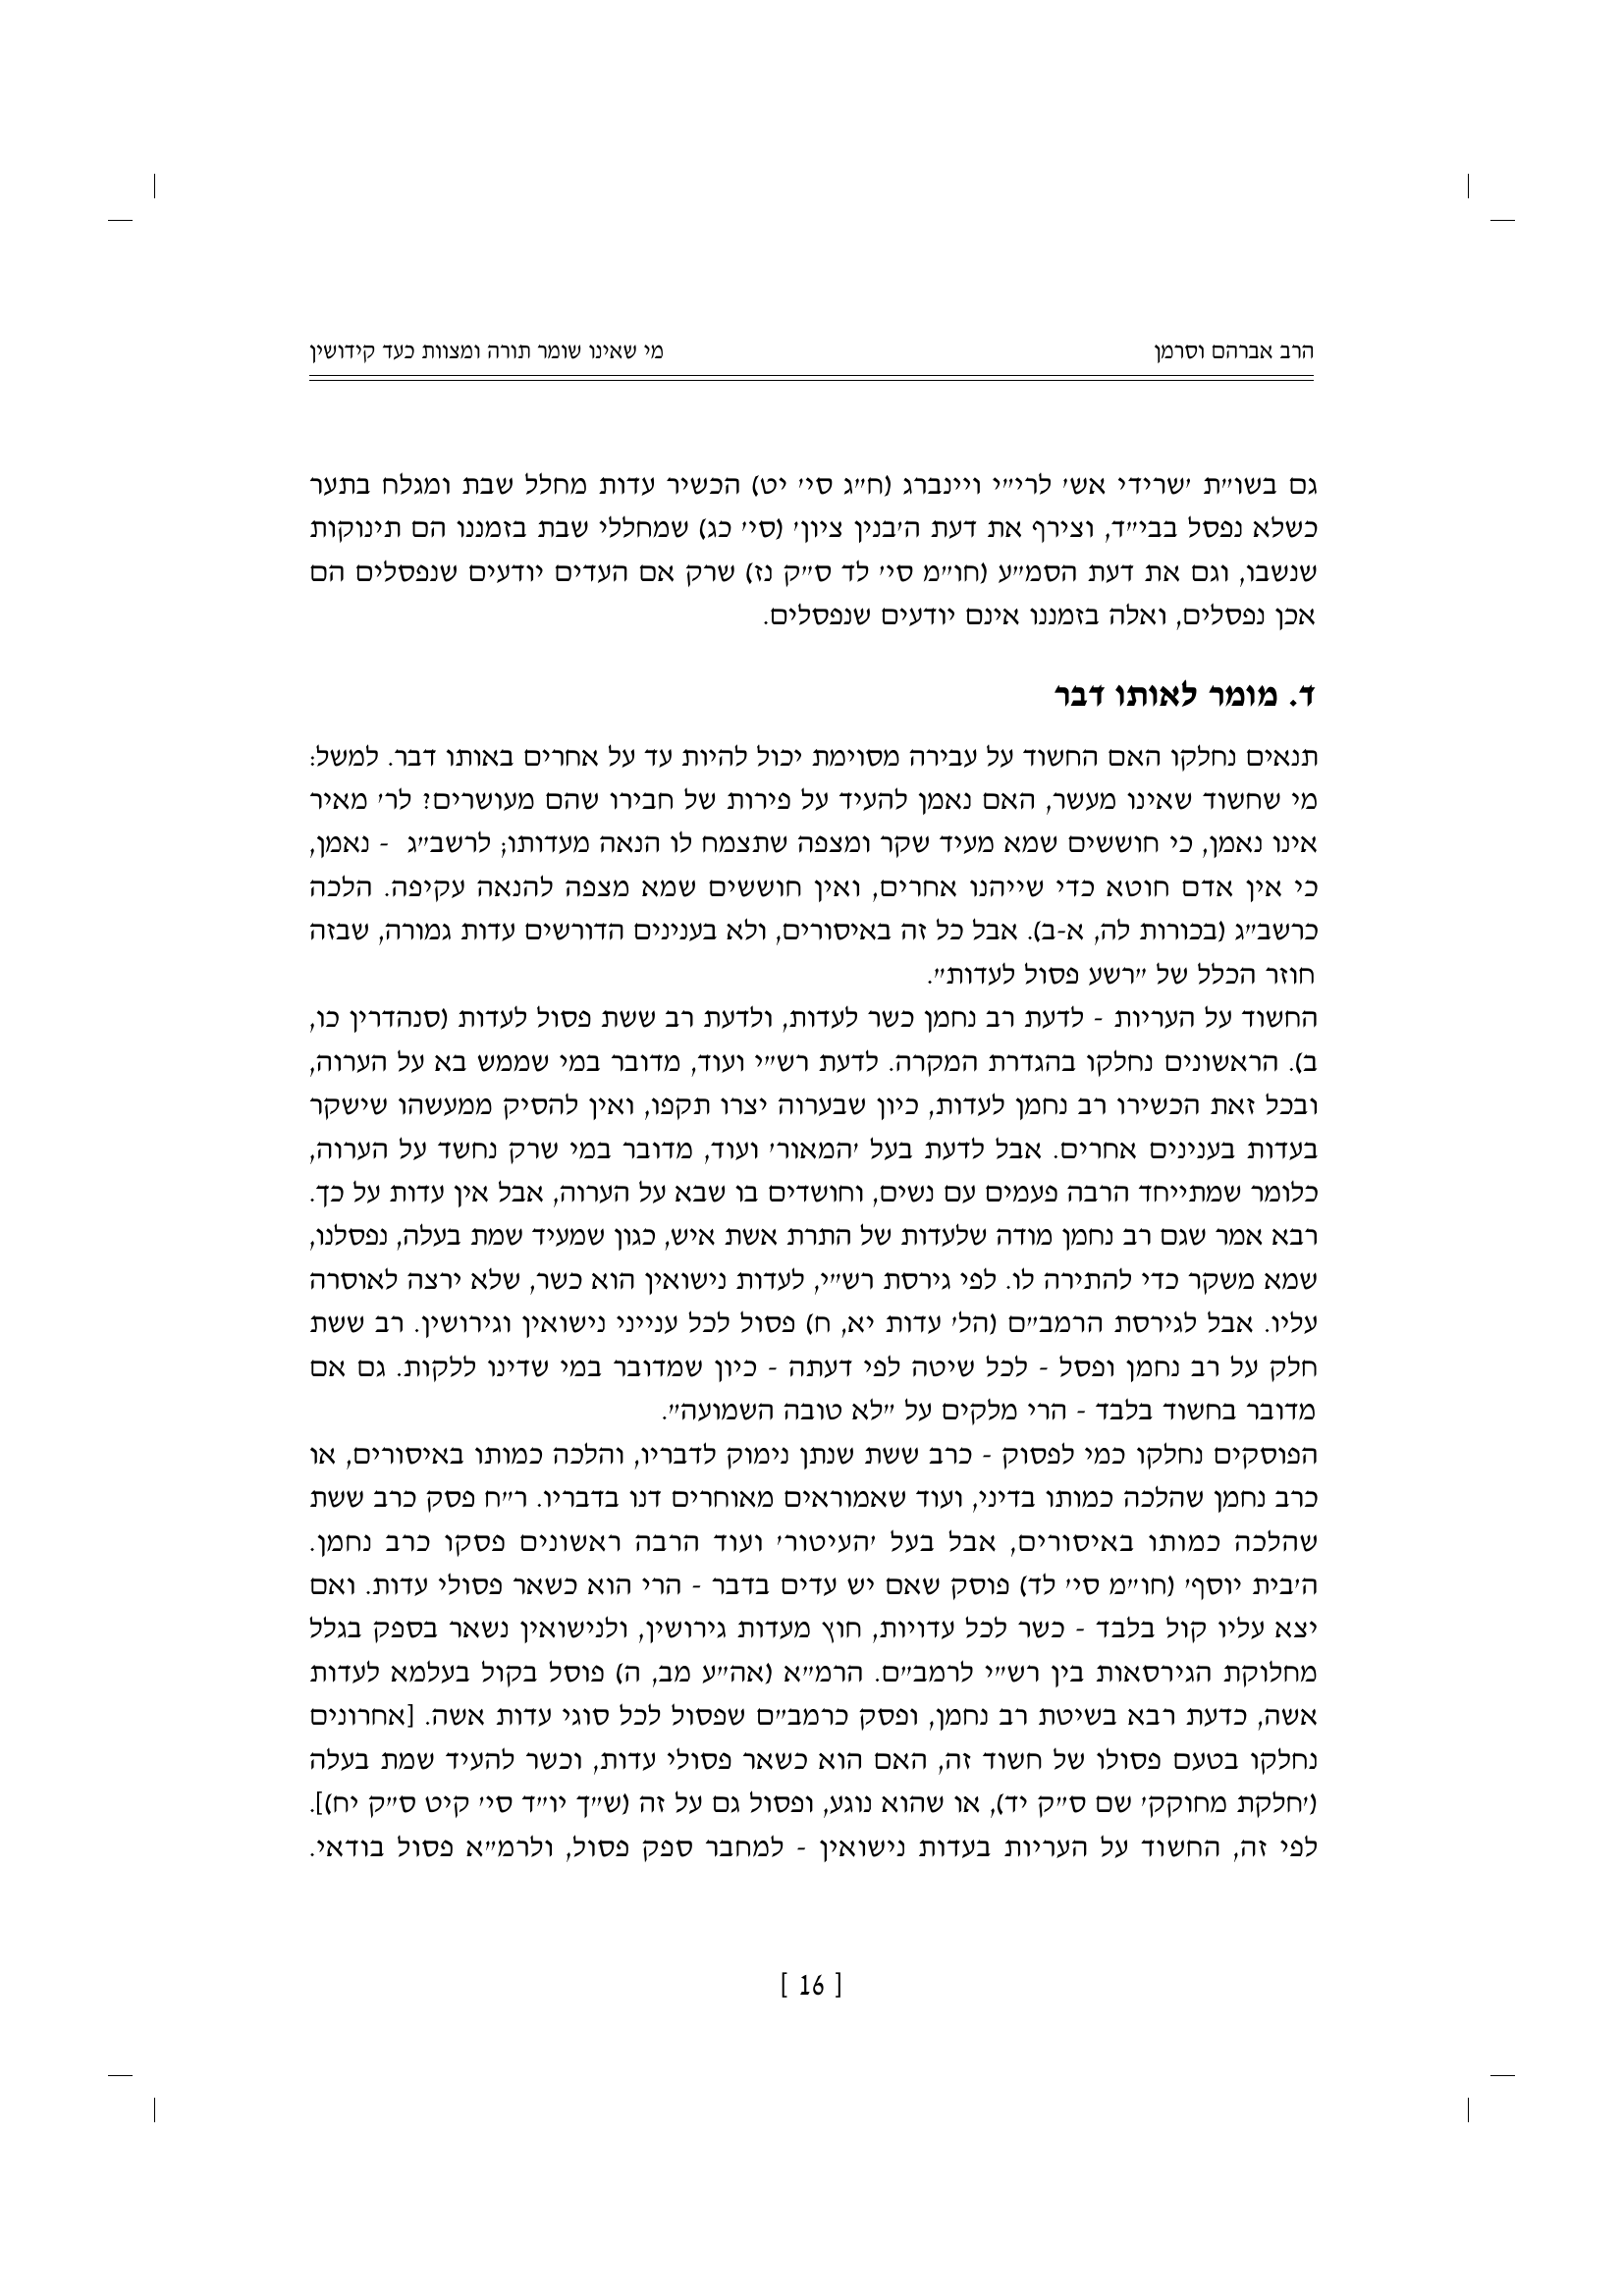 הרב אברהם וסרמן
מי שאינו שומר תורה ומצוות כעד קידושין
גם בשו״ת ׳שרידי אש׳ לרי״י ויינברג (ח״ג סי׳ יט) הכשיר עדות מחלל שבת ומגלח בתער
כשלא נפסל בבי״ד, וצירף את דעת ה׳בנין ציון׳ (סי׳ כג) שמחללי שבת בזמננו הם תינוקות
שנשבו, וגם את דעת הסמ״ע (חו״מ סי׳ לד ס״ק נז) שרק אם העדים יודעים שנפסלים הם
אכן נפסלים, ואלה בזמננו אינם יודעים שנפסלים.
ד. מומר לאותו דבר
תנאים נחלקו האם החשוד על עבירה מסוימת יכול להיות עד על אחרים באותו דבר. למשל:
מי שחשוד שאינו מעשר, האם נאמן להעיד על פירות של חבירו שהם מעושרים? לר׳ מאיר
אינו נאמן, כי חוששים שמא מעיד שקר ומצפה שתצמח לו הנאה מעדותו; לרשב״ג - נאמן,
כי אין אדם חוטא כדי שייהנו אחרים, ואין חוששים שמא מצפה להנאה עקיפה. הלכה
כרשב״ג (בכורות לה, א-ב). אבל כל זה באיסורים, ולא בענינים הדורשים עדות גמורה, שבזה
חוזר הכלל של ״רשע פסול לעדות״.
החשוד על העריות - לדעת רב נחמן כשר לעדות, ולדעת רב ששת פסול לעדות (סנהדרין כו,
ב). הראשונים נחלקו בהגדרת המקרה. לדעת רש״י ועוד, מדובר במי שממש בא על הערוה,
ובכל זאת הכשירו רב נחמן לעדות, כיון שבערוה יצרו תקפו, ואין להסיק ממעשהו שישקר
בעדות בענינים אחרים. אבל לדעת בעל ׳המאור׳ ועוד, מדובר במי שרק נחשד על הערוה,
כלומר שמתייחד הרבה פעמים עם נשים, וחושדים בו שבא על הערוה, אבל אין עדות על כך.
רבא אמר שגם רב נחמן מודה שלעדות של התרת אשת איש, כגון שמעיד שמת בעלה, נפסלנו,
שמא משקר כדי להתירה לו. לפי גירסת רש״י, לעדות נישואין הוא כשר, שלא ירצה לאוסרה
עליו. אבל לגירסת הרמב״ם (הל׳ עדות יא, ח) פסול לכל ענייני נישואין וגירושין. רב ששת
חלק על רב נחמן ופסל - לכל שיטה לפי דעתה - כיון שמדובר במי שדינו ללקות. גם אם
מדובר בחשוד בלבד - הרי מלקים על ״לא טובה השמועה״.
הפוסקים נחלקו כמי לפסוק - כרב ששת שנתן נימוק לדבריו, והלכה כמותו באיסורים, או
כרב נחמן שהלכה כמותו בדיני, ועוד שאמוראים מאוחרים דנו בדבריו. ר״ח פסק כרב ששת
שהלכה כמותו באיסורים, אבל בעל ׳העיטור׳ ועוד הרבה ראשונים פסקו כרב נחמן.
ה׳בית יוסף׳ (חו״מ סי׳ לד) פוסק שאם יש עדים בדבר - הרי הוא כשאר פסולי עדות. ואם
יצא עליו קול בלבד - כשר לכל עדויות, חוץ מעדות גירושין, ולנישואין נשאר בספק בגלל
מחלוקת הגירסאות בין רש״י לרמב״ם. הרמ״א (אה״ע מב, ה) פוסל בקול בעלמא לעדות
אשה, כדעת רבא בשיטת רב נחמן, ופסק כרמב״ם שפסול לכל סוגי עדות אשה. [אחרונים
נחלקו בטעם פסולו של חשוד זה, האם הוא כשאר פסולי עדות, וכשר להעיד שמת בעלה
(׳חלקת מחוקק׳ שם ס״ק יד), או שהוא נוגע, ופסול גם על זה (ש״ך יו״ד סי׳ קיט ס״ק יח)].
לפי זה, החשוד על העריות בעדות נישואין - למחבר ספק פסול, ולרמ״א פסול בודאי.
[ 16 ]